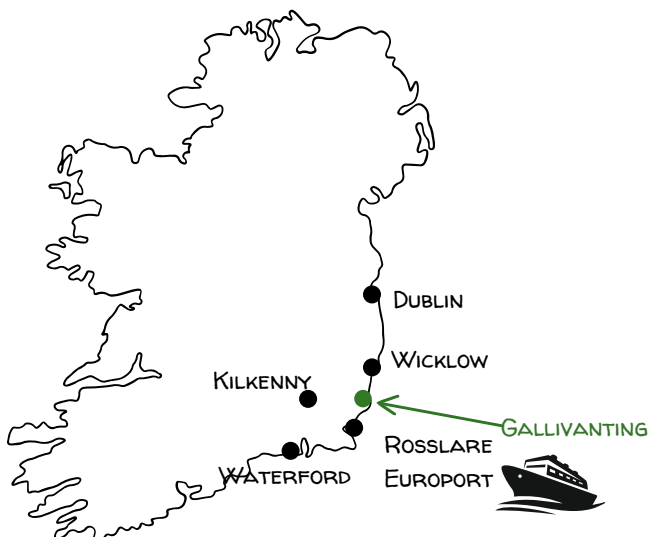 Dublin
Wicklow
Kilkenny
Gallivanting
Rosslare
Europort
Waterford